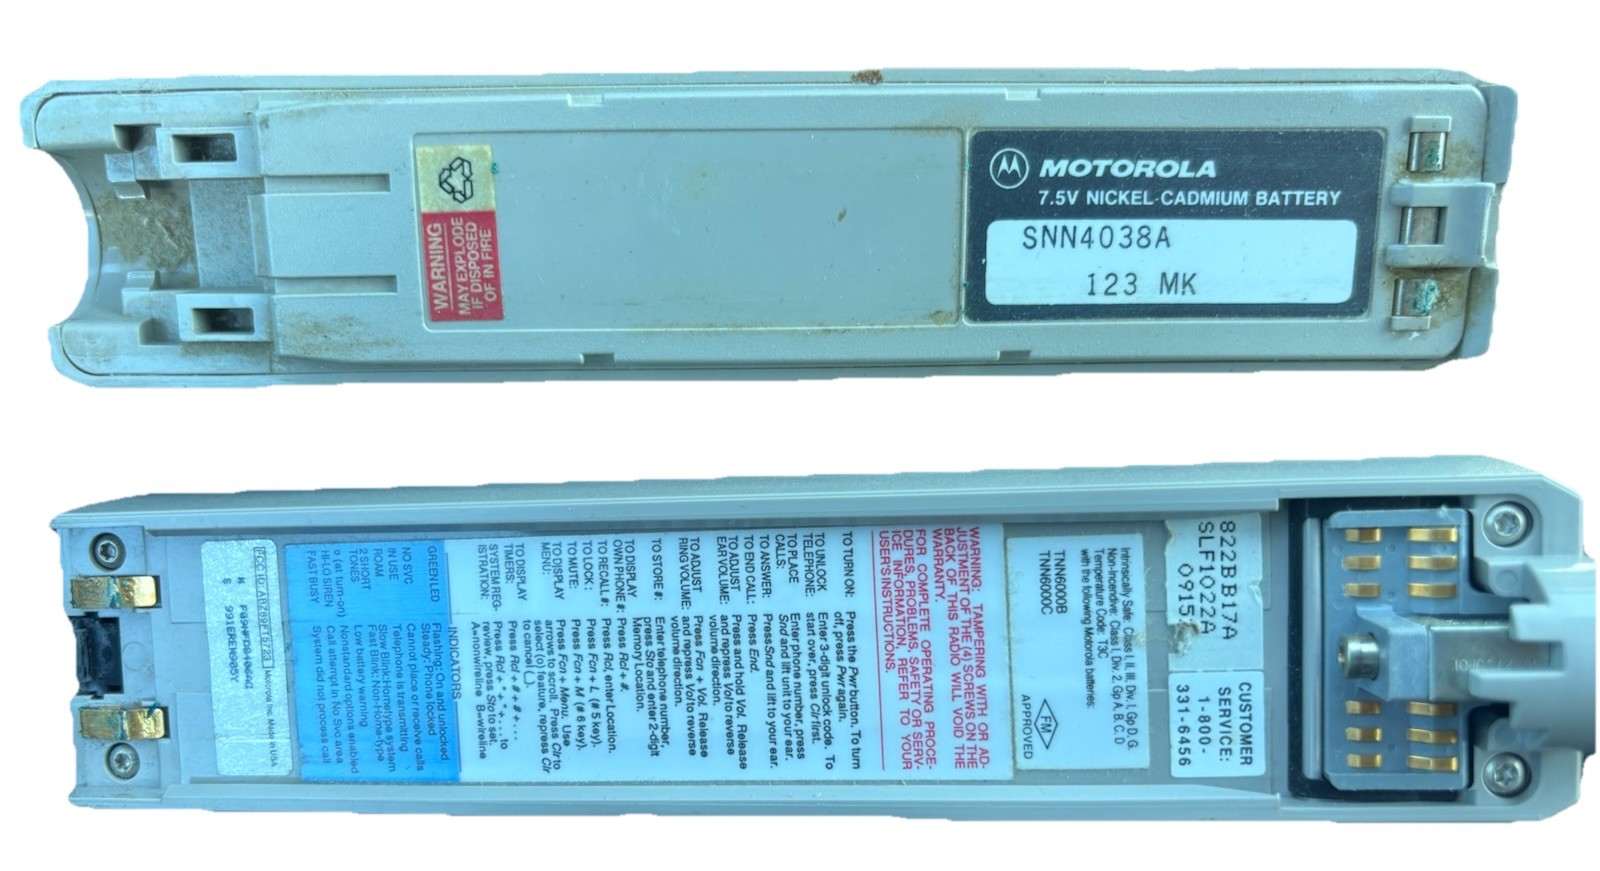 WARNING
MAY EXPLODE
IF DISPOSED
OF IN FIRE
MOTOROLA
7.5V NICKEL-CADMIUM BATTERY
SNN4038A
123 MK
822BB17A
SLF1022A
0915
CUSTOMER
SERVICE:
1-800-
331-6456
Intrinsically Safe: Class I, II, III, Div. I, Gp D, G.
Non-Incendive: Class I, Div. 2, Gp A, B, C, D
Temperature Code: T3C
with the following Motorola batteries:
TNN6000B
TNN6000C
FM
APPROVED
WARNING: TAMPERING WITH OR AD-
JUSTMENT OF THE (4) SCREWS ON THE
BACK OF THIS RADIO WILL VOID THE
WARRANTY.
FOR COMPLETE OPERATING PROCE-
DURES, PROBLEMS, SAFETY OR SERV-
ICE INFORMATION, REFER TO YOUR
USER'S INSTRUCTIONS.
TO TURN ON: Press the Pwr button. To turn
off, press Pwr again.
TO UNLOCK Enter 3-digit unlock code. To
TELEPHONE: start over, press Clr first.
TO PLACE Enter phone number, press
CALLS: Snd and lift unit to your ear.
TO ANSWER: Press Snd and lift to your ear.
TO END CALL: Press End.
TO ADJUST Press and hold Vol. Release
EAR VOLUME: and repress Vol to reverse
volume direction.
TO ADJUST Press Fcn + Vol. Release
RING VOLUME: and repress Vol to reverse
volume direction.
TO STORE #: Enter telephone number,
press Sto and enter 2-digit
Memory Location.
TO DISPLAY
OWN PHONE #: Press Rcl + #.
TO RECALL #: Press Rcl, enter Location.
TO LOCK: Press Fcn + L (# 5 key).
TO MUTE: Press Fcn + M (# 6 key).
TO DISPLAY Press Fcn + Menu. Use
MENU: arrows to scroll. Press Clr to
select (o) feature, repress Clr
to cancel (_).
TO DISPLAY
TIMERS: Press Rcl + # + # + . . .
SYSTEM REG- Press Rcl + * + * + . . . to
ISTRATION: review, press Sto to set.
A=nonwireline B=wireline
INDICATORS
GREEN LED Flashing: On and unlocked
Steady: Phone locked
NO SVC Cannot place or receive calls
IN USE Telephone is transmitting
ROAM Slow Blink: Home type system
Fast Blink: Non-Home-type
2 SHORT Low battery warning
TONES
o (at turn-on) Nonstandard options enabled
HI-LO SIREN Call attempt in No Svc area
FAST BUSY System did not process call
FCC ID: ABZ89FT5723 Motorola Inc. Made in USA